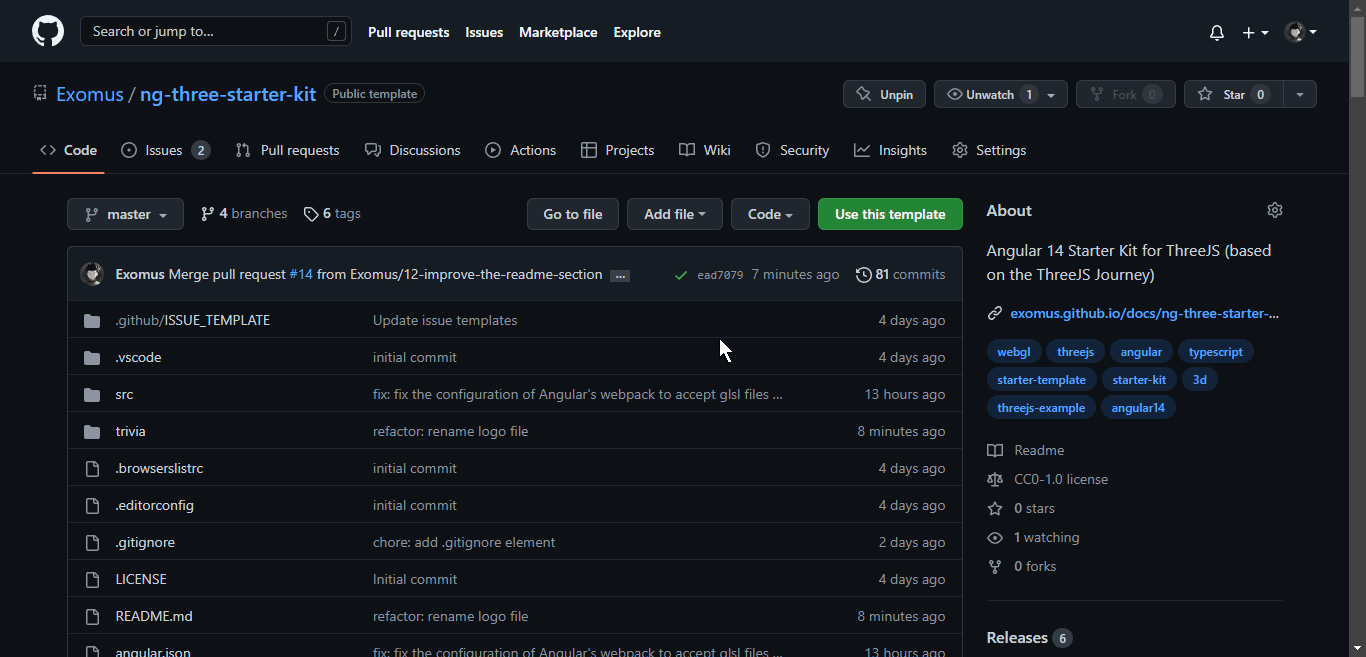 Search or jump to... / Pull requests Issues Marketplace Explore
Exomus / ng-three-starter-kit Public template Unpin Unwatch 1 Fork 0 Star 0
Code Issues 2 Pull requests Discussions Actions Projects Wiki Security Insights Settings
master 4 branches 6 tags Go to file Add file Code Use this template
Exomus Merge pull request #14 from Exomus/12-improve-the-readme-section ... ead7079 7 minutes ago 81 commits
.github/ISSUE_TEMPLATE Update issue templates 4 days ago
.vscode initial commit 4 days ago
src fix: fix the configuration of Angular's webpack to accept glsl files ... 13 hours ago
trivia refactor: rename logo file 8 minutes ago
.browserslistrc initial commit 4 days ago
.editorconfig initial commit 4 days ago
.gitignore chore: add .gitignore element 2 days ago
LICENSE Initial commit 4 days ago
README.md refactor: rename logo file 8 minutes ago
angular.json fix: fix the configuration of Angular's webpack to accept glsl files ... 13 hours ago
About
Angular 14 Starter Kit for ThreeJS (based
on the ThreeJS Journey)
exomus.github.io/docs/ng-three-starter-...
webgl threejs angular typescript
starter-template starter-kit 3d
threejs-example angular14
Readme
CC0-1.0 license
0 stars
1 watching
0 forks
Releases 6